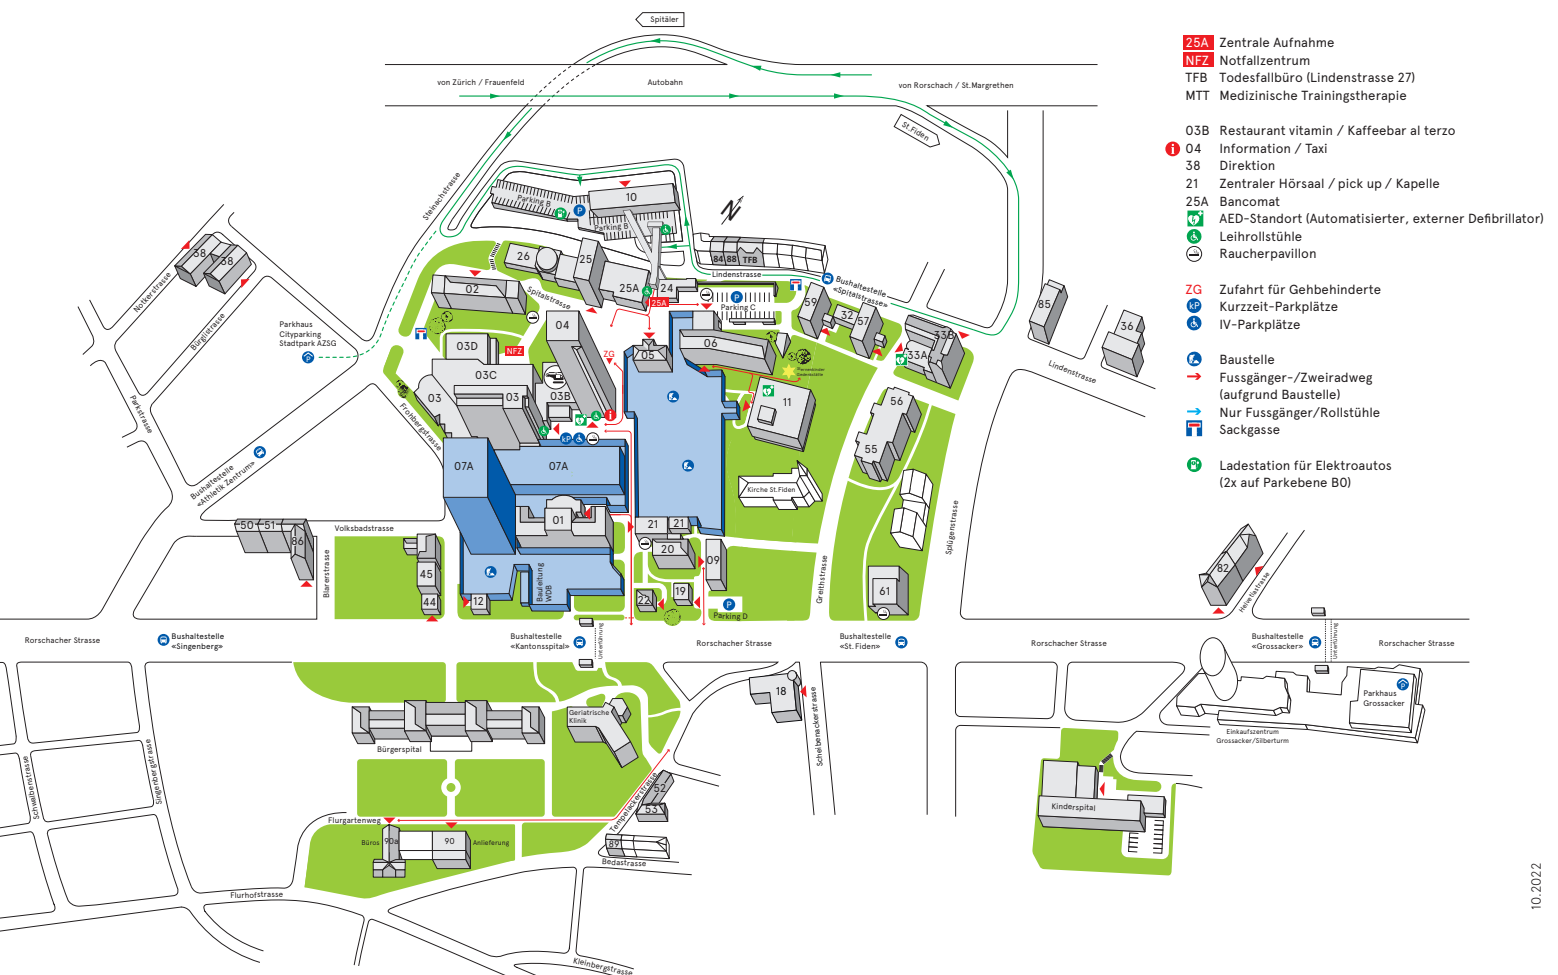 Spitäler
von Zürich / Frauenfeld
Autobahn
von Rorschach / St.Margrethen
St.Fiden
Steinachstrasse
Parking B
P
10
Parking B
N
38
38
Notkerstrasse
Bürglistrasse
Parkstrasse
Parkhaus
Cityparking
Stadtpark AZSG
26
25
25A
24
25A
84
88
TFB
Lindenstrasse
Bushaltestelle
«Spitalstrasse»
02
Spitalstrasse
P
Parking C
59
32
57
33B
33A
85
36
Lindenstrasse
03D
NFZ
04
ZG
05
06
03C
03
03
03B
11
56
55
Frohbergstrasse
i
kP
07A
07A
Kirche St.Fiden
Bushaltestelle
«Athletik Zentrum»
50
51
86
Volksbadstrasse
Blarerstrasse
01
21
21
20
09
45
44
12
Bauleitung
WDB
22
19
P
Parking D
Greithstrasse
61
Splügenstrasse
82
Helvetiastrasse
Rorschacher Strasse
Bushaltestelle
«Singenberg»
Bushaltestelle
«Kantonsspital»
Unterführung
Rorschacher Strasse
Bushaltestelle
«St. Fiden»
Rorschacher Strasse
Bushaltestelle
«Grossacker»
Unterführung
Rorschacher Strasse
Bürgerspital
Geriatrische
Klinik
18
Scheibenackerstrasse
Parkhaus
Grossacker
Einkaufszentrum
Grossacker/Silberturm
Schwalbenstrasse
Singenbergstrasse
Kinderspital
52
53
Tempelackerstrasse
Flurgartenweg
Büros
90a
90
Anlieferung
89
Bedastrasse
Flurhofstrasse
Kleinbergstrasse
25A Zentrale Aufnahme
NFZ Notfallzentrum
TFB Todesfallbüro (Lindenstrasse 27)
MTT Medizinische Trainingstherapie
03B Restaurant vitamin / Kaffeebar al terzo
i 04 Information / Taxi
38 Direktion
21 Zentraler Hörsaal / pick up / Kapelle
25A Bancomat
AED-Standort (Automatisierter, externer Defibrillator)
Leihrollstühle
Raucherpavillon
ZG Zufahrt für Gehbehinderte
kP Kurzzeit-Parkplätze
IV-Parkplätze
Baustelle
Fussgänger-/Zweiradweg
(aufgrund Baustelle)
Nur Fussgänger/Rollstühle
Sackgasse
Ladestation für Elektroautos
(2x auf Parkebene B0)
10.2022